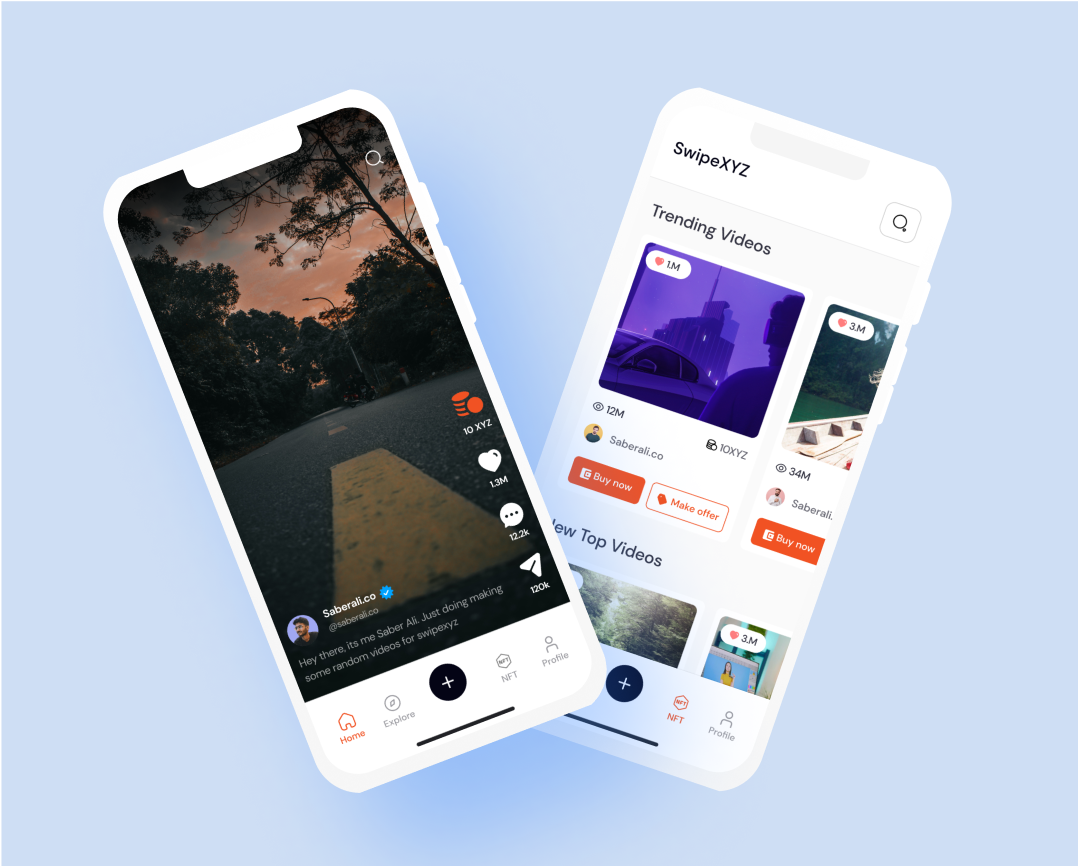 10 XYZ
1.3M
12.2k
120k
Saberali.co
@saberali.co
Hey there, its me Saber Ali. Just doing making
some random videos for swipexyz
Home
Explore
NFT
NFT
Profile
SwipeXYZ
Trending Videos
1.M
3.M
12M
Saberali.co
10XYZ
Buy now
Make offer
34M
Saberali.
Buy now
Top Videos
3.M
NFT
NFT
Profile